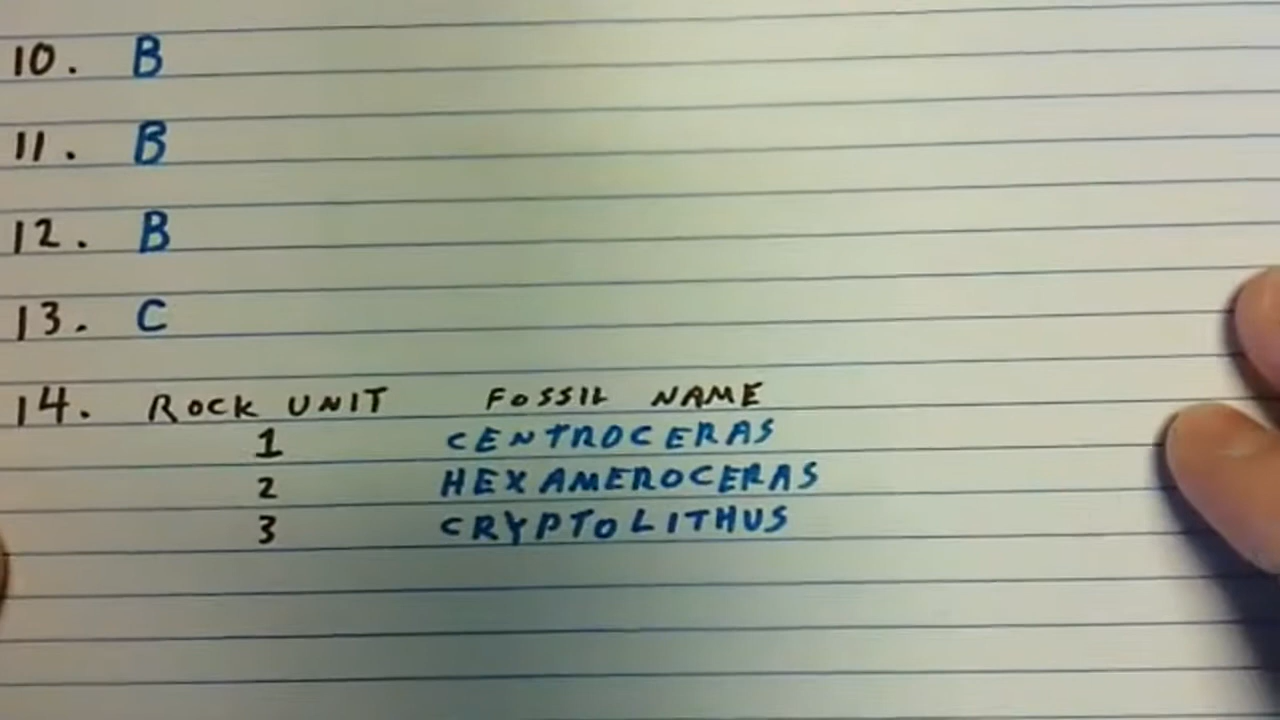 10. B
11. B
12. B
13. C
14. ROCK UNIT FOSSIL NAME
1 CENTROCERAS
2 HEXAMEROCERAS
3 CRYPTOLITHUS